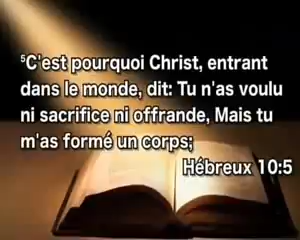 ⁵C'est pourquoi Christ, entrant
dans le monde, dit: Tu n'as voulu
ni sacrifice ni offrande, Mais tu
m'as formé un corps;
Hébreux 10:5